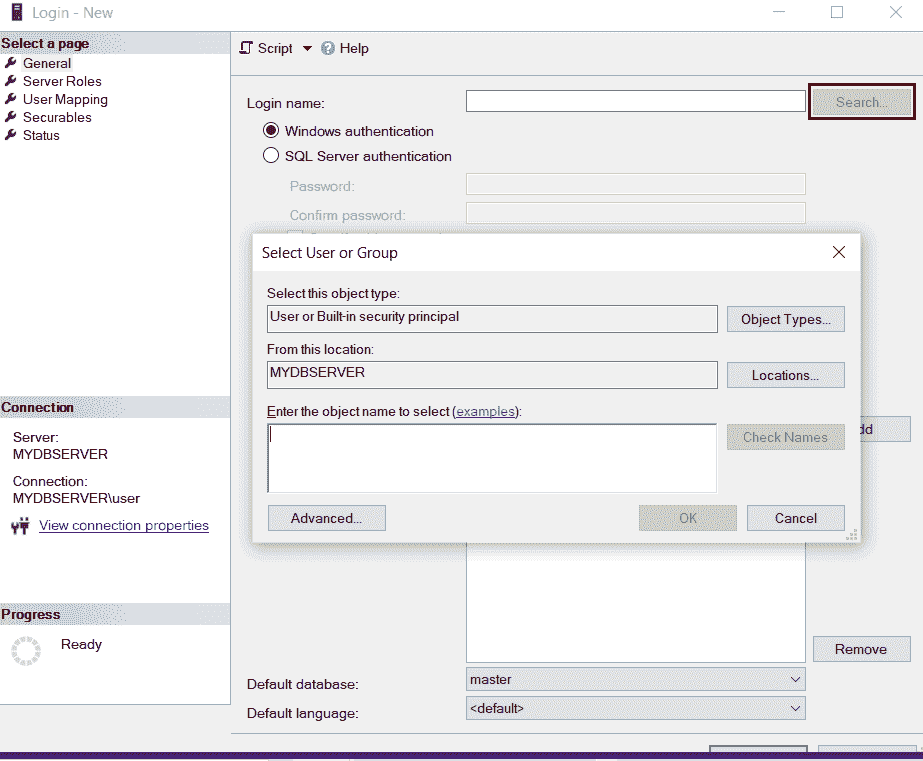 Login - New
Select a page
General
Server Roles
User Mapping
Securables
Status
Script
Help
Login name:
Search...
Windows authentication
SQL Server authentication
Password:
Confirm password:
Select User or Group
Select this object type:
User or Built-in security principal
Object Types...
From this location:
MYDBSERVER
Locations...
Enter the object name to select (examples):
Check Names
Advanced...
OK
Cancel
Connection
Server:
MYDBSERVER
Connection:
MYDBSERVER\user
View connection properties
Progress
Ready
Remove
Default database:
master
Default language:
<default>